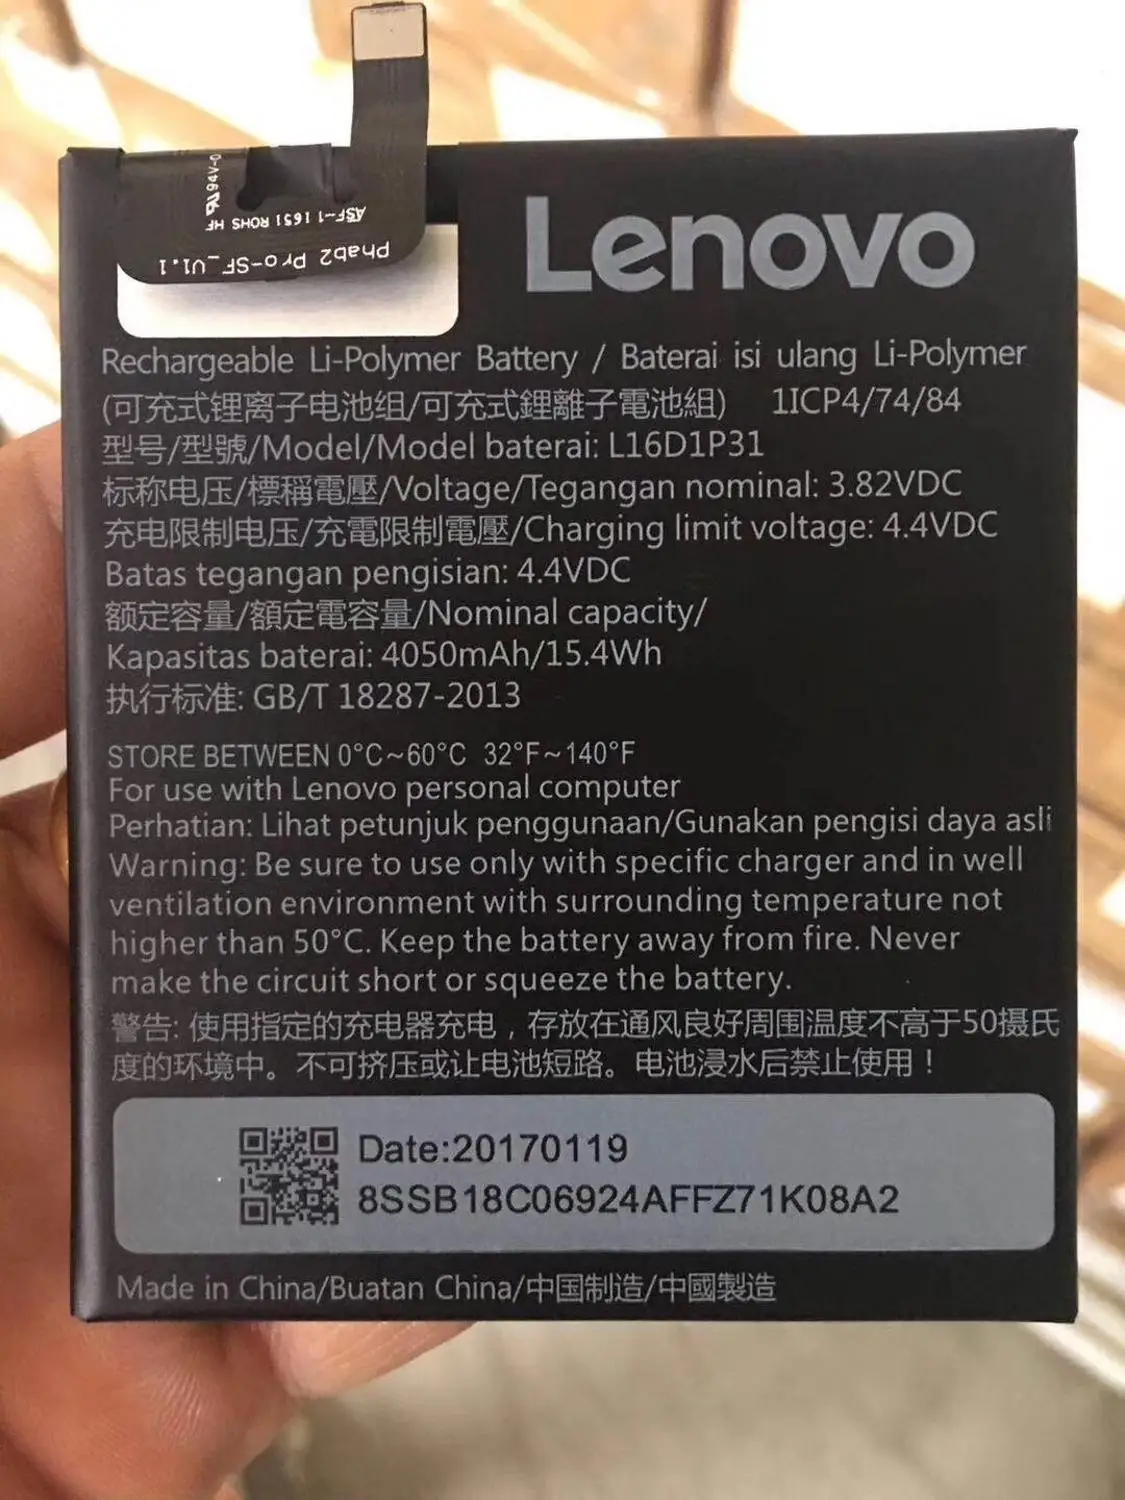 94V-0
ASF-1 1651 ROHS HF
Phab2 Pro-SF_V1.1
Lenovo
Rechargeable Li-Polymer Battery / Baterai isi ulang Li-Polymer
(可充式锂离子电池组/可充式鋰離子電池組) 1ICP4/74/84
型号/型號/Model/Model baterai: L16D1P31
标称电压/標稱電壓/Voltage/Tegangan nominal: 3.82VDC
充电限制电压/充電限制電壓/Charging limit voltage: 4.4VDC
Batas tegangan pengisian: 4.4VDC
额定容量/額定電容量/Nominal capacity/
Kapasitas baterai: 4050mAh/15.4Wh
执行标准: GB/T 18287-2013
STORE BETWEEN 0°C~60°C 32°F~140°F
For use with Lenovo personal computer
Perhatian: Lihat petunjuk penggunaan/Gunakan pengisi daya asli
Warning: Be sure to use only with specific charger and in well
ventilation environment with surrounding temperature not
higher than 50°C. Keep the battery away from fire. Never
make the circuit short or squeeze the battery.
警告: 使用指定的充电器充电，存放在通风良好周围温度不高于50摄氏
度的环境中。不可挤压或让电池短路。电池浸水后禁止使用！
Date:20170119
8SSB18C06924AFFZ71K08A2
Made in China/Buatan China/中国制造/中國製造